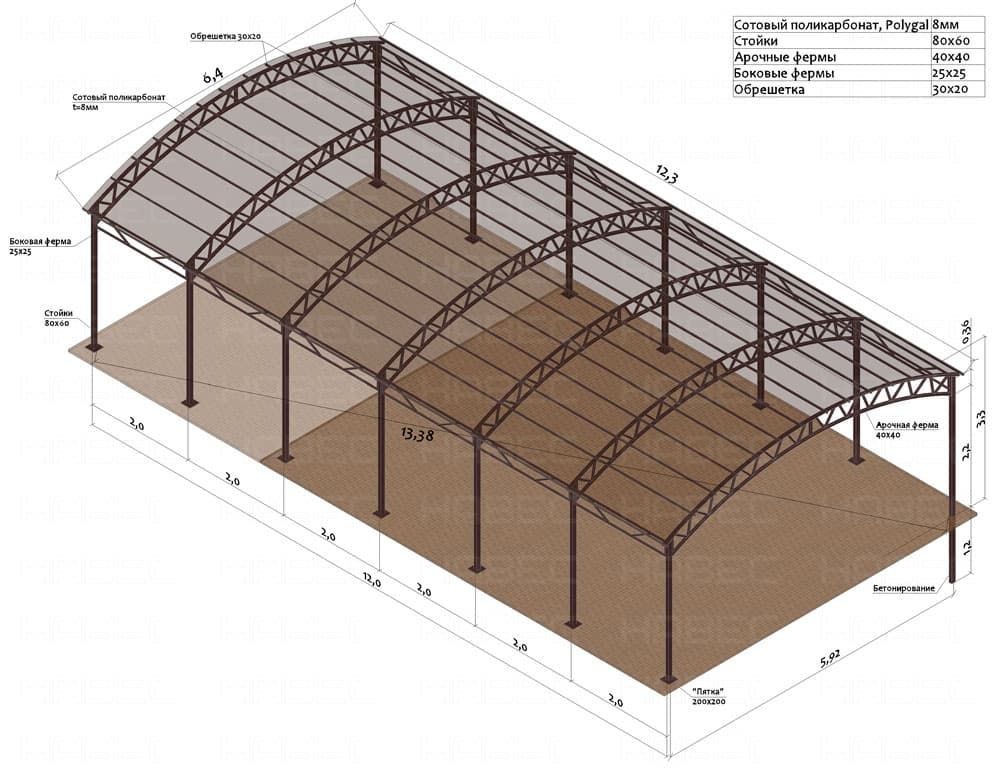 Сотовый поликарбонат, Polygal 8мм
Стойки 80х60
Арочные фермы 40х40
Боковые фермы 25х25
Обрешетка 30х20
Обрешетка 30х20
6,4
Сотовый поликарбонат
t=8мм
12,3
Боковая ферма
25х25
Стойки
80х60
0,36
3,3
2,2
1,2
Арочная ферма
40х40
13,38
2,0
2,0
2,0
12,0
2,0
2,0
2,0
Бетонирование
5,92
"Пятка"
200х200
НАВЕС